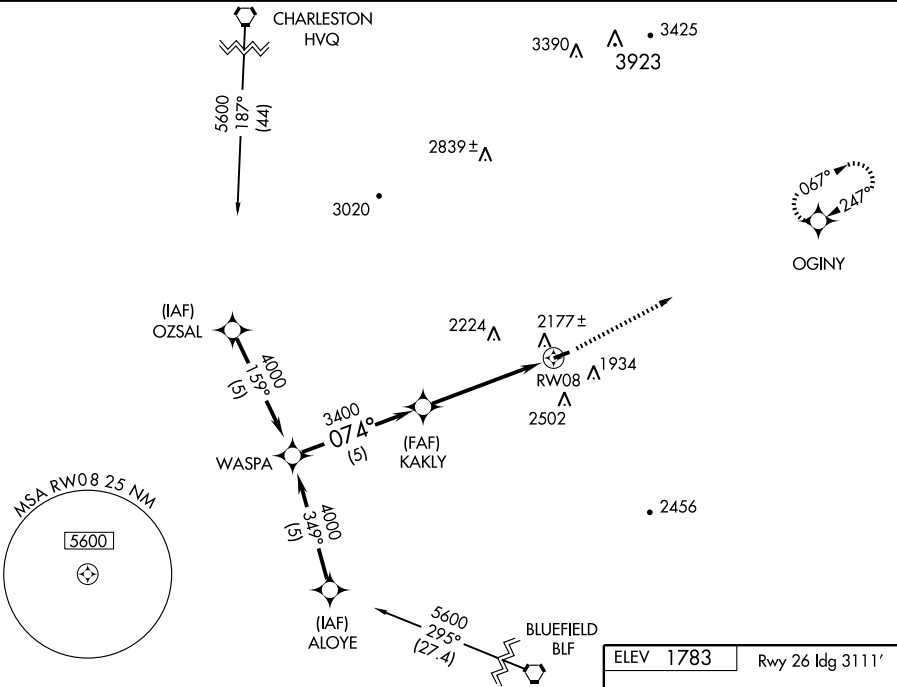 CHARLESTON
HVQ
5600
187°
(44)
3390
3923
3425
2839±
3020
067°
247°
OGINY
(IAF)
OZSAL
4000
159°
(5)
2224
2177±
RW08
1934
2502
WASPA
3400
074°
(5)
(FAF)
KAKLY
MSA RW08 25 NM
5600
4000
349°
(5)
2456
(IAF)
ALOYE
5600
295°
(27.4)
BLUEFIELD
BLF
ELEV 1783
Rwy 26 ldg 3111'